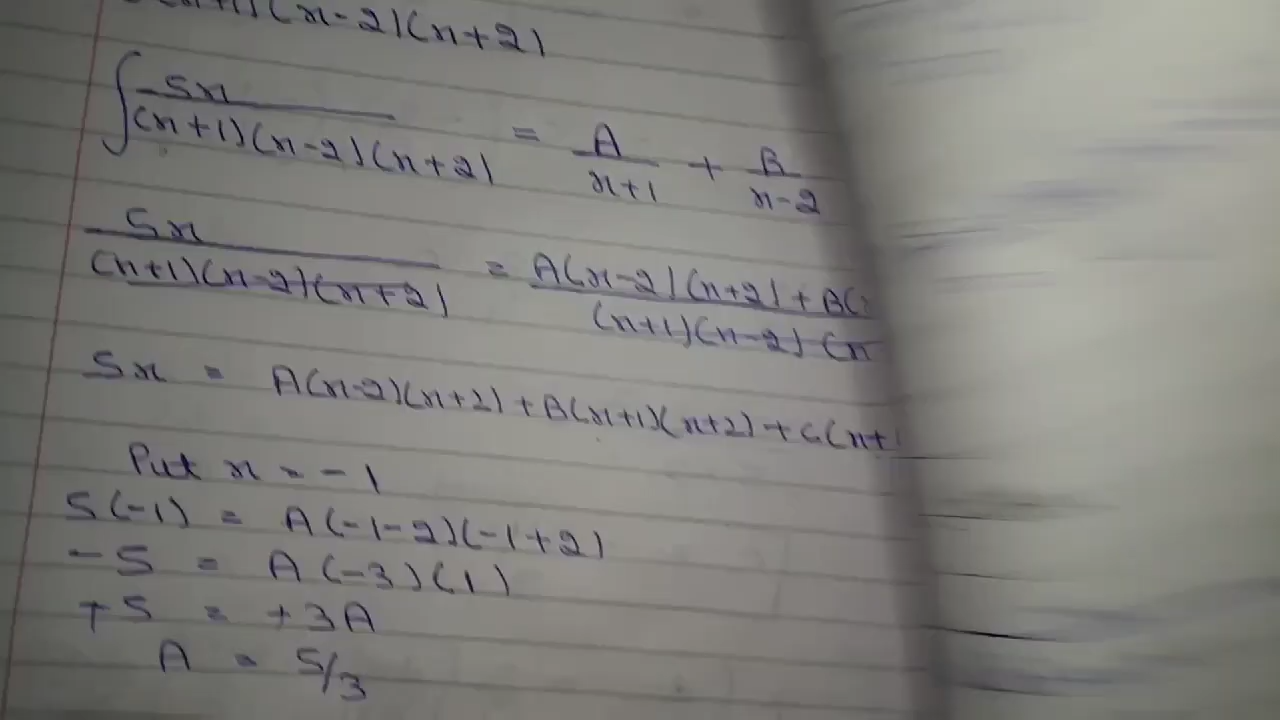 (x-2)(x+2)
∫ 5x / (x+1)(x-2)(x+2) = A / x+1 + B / x-2
5x / (x+1)(x-2)(x+2) = A(x-2)(x+2) + B( / (x+1)(x-2)(x
5x = A(x-2)(x+2) + B(x+1)(x+2) + C(x+
Put x = -1
5(-1) = A(-1-2)(-1+2)
-5 = A(-3)(1)
+5 = +3A
A = 5/3